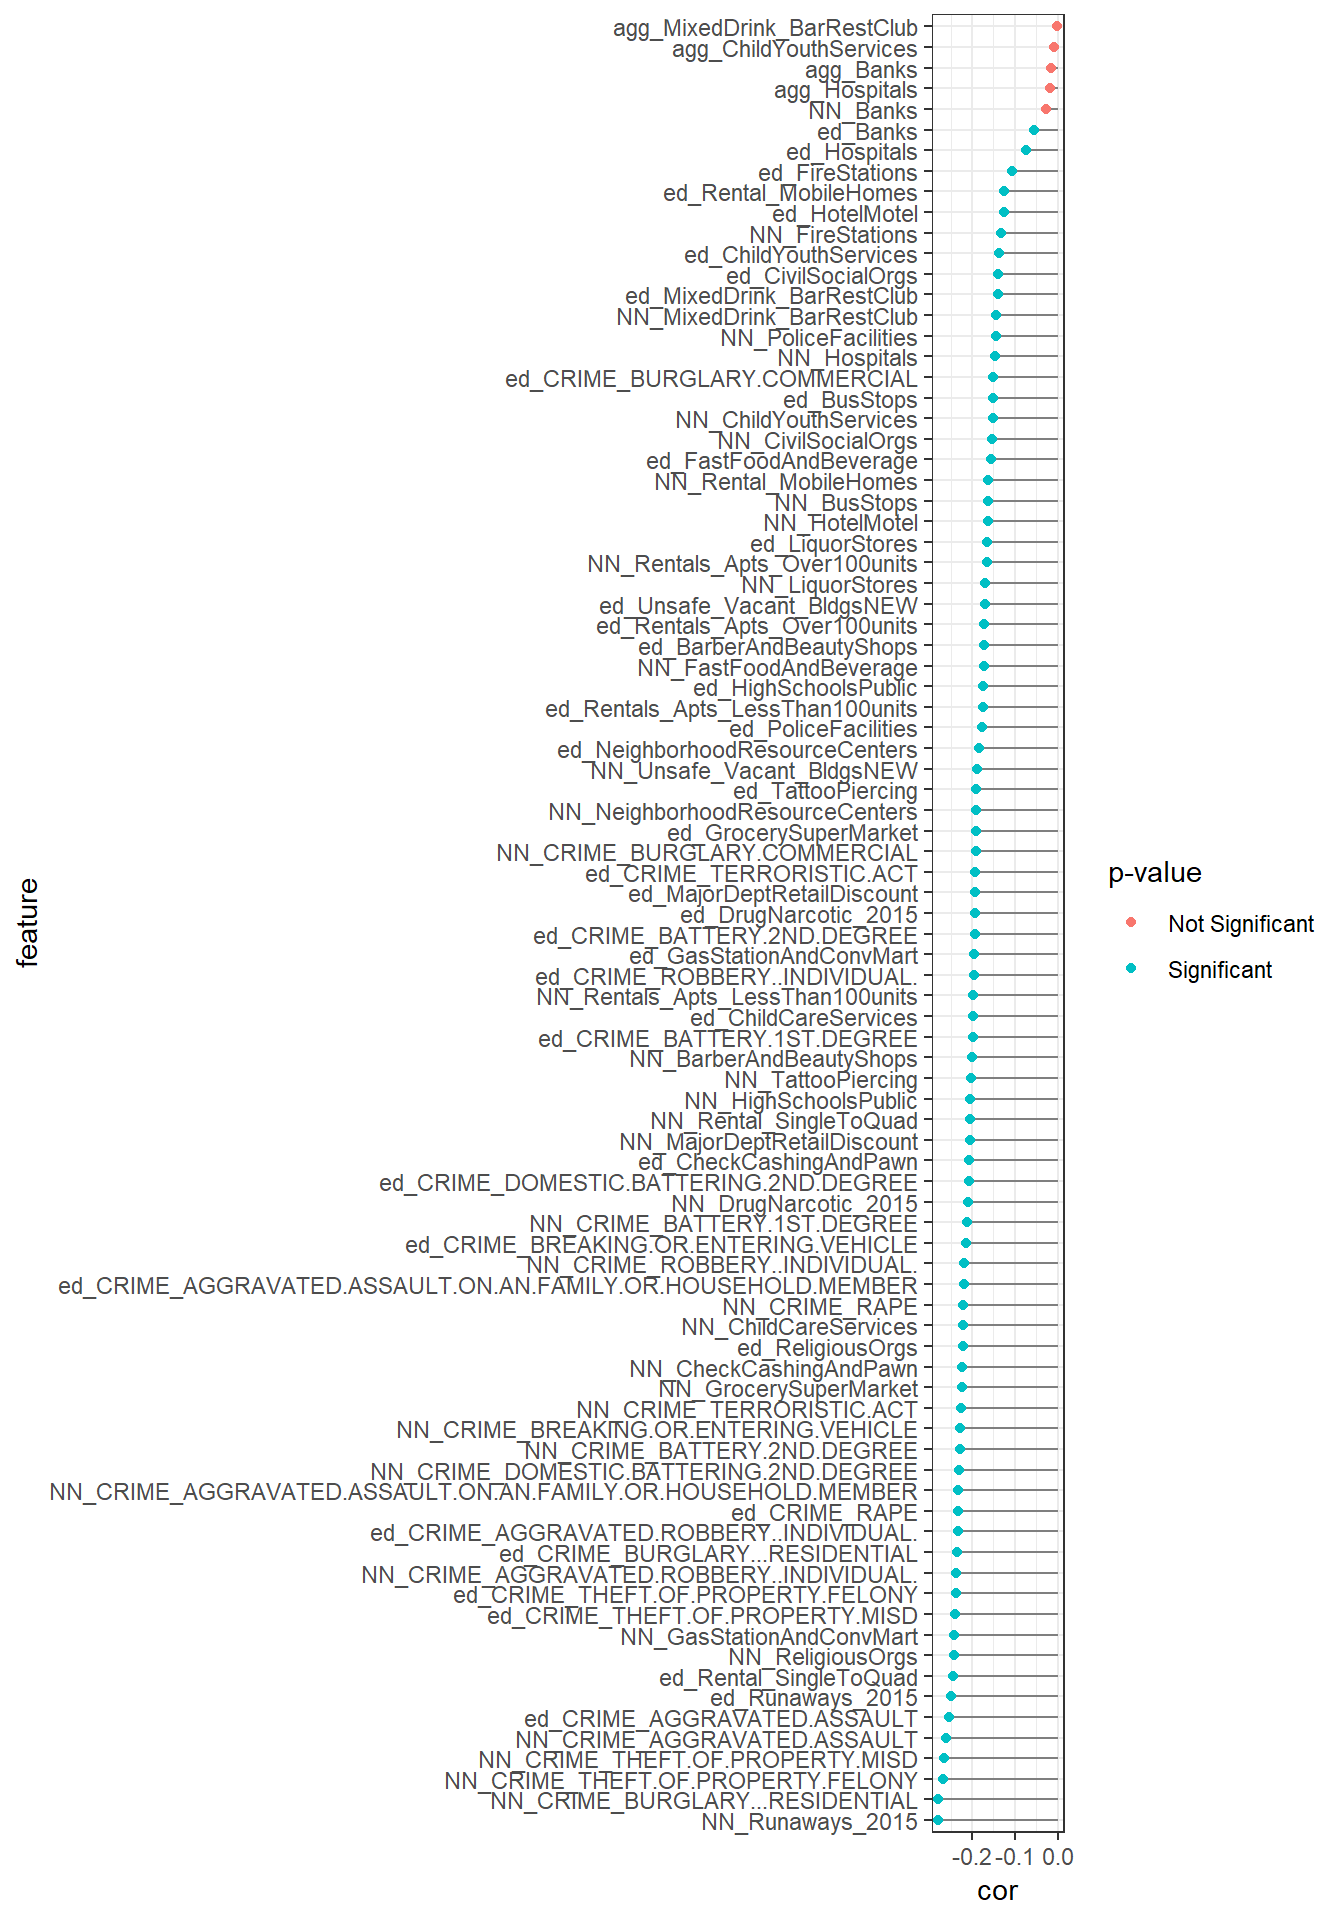 agg_MixedDrink_BarRestClub
agg_ChildYouthServices
agg_Banks
agg_Hospitals
NN_Banks
ed_Banks
ed_Hospitals
ed_FireStations
ed_Rental_MobileHomes
ed_HotelMotel
NN_FireStations
ed_ChildYouthServices
ed_CivilSocialOrgs
ed_MixedDrink_BarRestClub
NN_MixedDrink_BarRestClub
NN_PoliceFacilities
NN_Hospitals
ed_CRIME_BURGLARY.COMMERCIAL
ed_BusStops
NN_ChildYouthServices
NN_CivilSocialOrgs
ed_FastFoodAndBeverage
NN_Rental_MobileHomes
NN_BusStops
NN_HotelMotel
ed_LiquorStores
NN_Rentals_Apts_Over100units
NN_LiquorStores
ed_Unsafe_Vacant_BldgsNEW
ed_Rentals_Apts_Over100units
ed_BarberAndBeautyShops
NN_FastFoodAndBeverage
ed_HighSchoolsPublic
ed_Rentals_Apts_LessThan100units
ed_PoliceFacilities
ed_NeighborhoodResourceCenters
NN_Unsafe_Vacant_BldgsNEW
ed_TattooPiercing
NN_NeighborhoodResourceCenters
ed_GrocerySuperMarket
NN_CRIME_BURGLARY.COMMERCIAL
ed_CRIME_TERRORISTIC.ACT
ed_MajorDeptRetailDiscount
ed_DrugNarcotic_2015
ed_CRIME_BATTERY.2ND.DEGREE
ed_GasStationAndConvMart
ed_CRIME_ROBBERY..INDIVIDUAL.
NN_Rentals_Apts_LessThan100units
ed_ChildCareServices
ed_CRIME_BATTERY.1ST.DEGREE
NN_BarberAndBeautyShops
NN_TattooPiercing
NN_HighSchoolsPublic
NN_Rental_SingleToQuad
NN_MajorDeptRetailDiscount
ed_CheckCashingAndPawn
ed_CRIME_DOMESTIC.BATTERING.2ND.DEGREE
NN_DrugNarcotic_2015
NN_CRIME_BATTERY.1ST.DEGREE
ed_CRIME_BREAKING.OR.ENTERING.VEHICLE
NN_CRIME_ROBBERY..INDIVIDUAL.
ed_CRIME_AGGRAVATED.ASSAULT.ON.AN.FAMILY.OR.HOUSEHOLD.MEMBER
NN_CRIME_RAPE
NN_ChildCareServices
ed_ReligiousOrgs
NN_CheckCashingAndPawn
NN_GrocerySuperMarket
NN_CRIME_TERRORISTIC.ACT
NN_CRIME_BREAKING.OR.ENTERING.VEHICLE
NN_CRIME_BATTERY.2ND.DEGREE
NN_CRIME_DOMESTIC.BATTERING.2ND.DEGREE
NN_CRIME_AGGRAVATED.ASSAULT.ON.AN.FAMILY.OR.HOUSEHOLD.MEMBER
ed_CRIME_RAPE
ed_CRIME_AGGRAVATED.ROBBERY..INDIVIDUAL.
ed_CRIME_BURGLARY...RESIDENTIAL
NN_CRIME_AGGRAVATED.ROBBERY..INDIVIDUAL.
ed_CRIME_THEFT.OF.PROPERTY.FELONY
ed_CRIME_THEFT.OF.PROPERTY.MISD
NN_GasStationAndConvMart
NN_ReligiousOrgs
ed_Rental_SingleToQuad
ed_Runaways_2015
ed_CRIME_AGGRAVATED.ASSAULT
NN_CRIME_AGGRAVATED.ASSAULT
NN_CRIME_THEFT.OF.PROPERTY.MISD
NN_CRIME_THEFT.OF.PROPERTY.FELONY
NN_CRIME_BURGLARY...RESIDENTIAL
NN_Runaways_2015
feature
-0.2 -0.1 0.0
cor
p-value
Not Significant
Significant